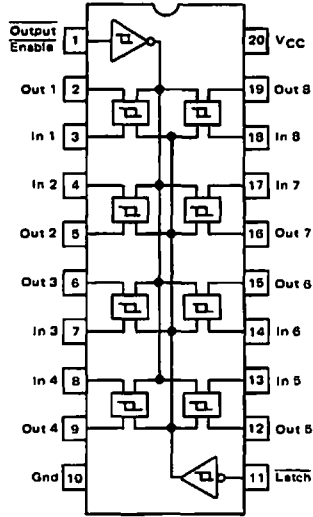 Output
Enable 1 20 VCC
Out 1 2 19 Out 8
In 1 3 18 In 8
In 2 4 17 In 7
Out 2 5 16 Out 7
Out 3 6 15 Out 6
In 3 7 14 In 6
In 4 8 13 In 5
Out 4 9 12 Out 5
Gnd 10 11 Latch